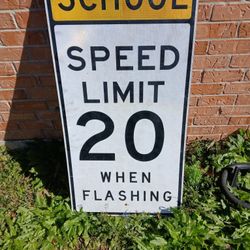 SCHOOL
SPEED
LIMIT
20
WHEN
FLASHING